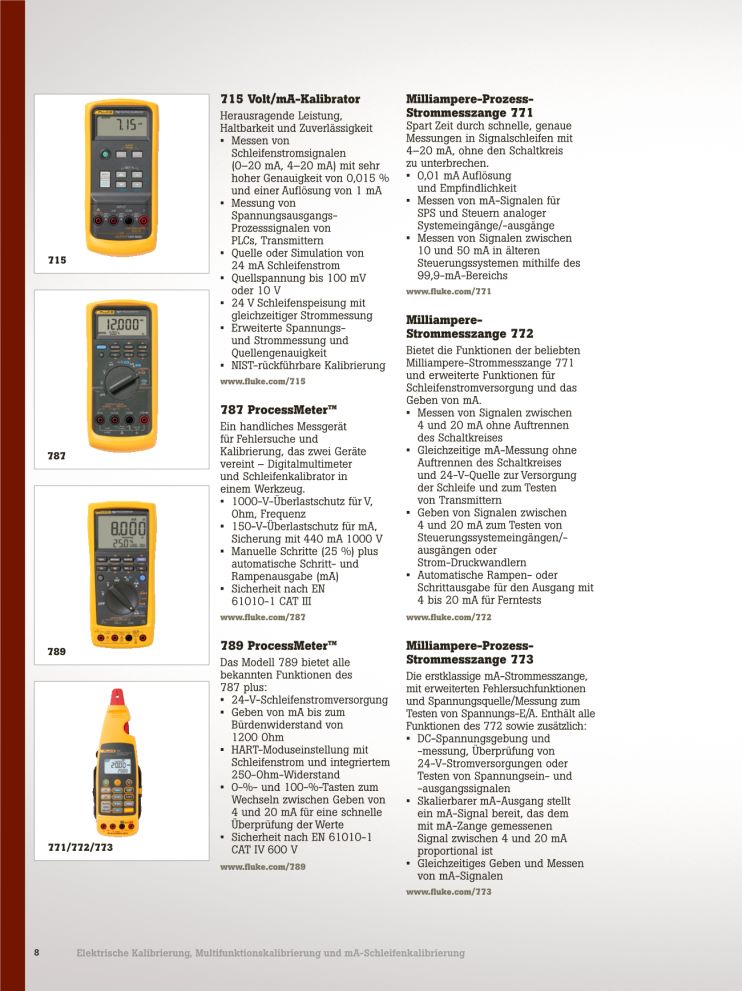 715
787
789
771/772/773
715 Volt/mA-Kalibrator
Herausragende Leistung,
Haltbarkeit und Zuverlässigkeit
▪ Messen von
Schleifenstromsignalen
(0–20 mA, 4–20 mA) mit sehr
hoher Genauigkeit von 0,015 %
und einer Auflösung von 1 mA
▪ Messung von
Spannungsausgangs-
Prozesssignalen von
PLCs, Transmittern
▪ Quelle oder Simulation von
24 mA Schleifenstrom
▪ Quellspannung bis 100 mV
oder 10 V
▪ 24 V Schleifenspeisung mit
gleichzeitiger Strommessung
▪ Erweiterte Spannungs-
und Strommessung und
Quellengenauigkeit
▪ NIST-rückführbare Kalibrierung
www.fluke.com/715
787 ProcessMeter™
Ein handliches Messgerät
für Fehlersuche und
Kalibrierung, das zwei Geräte
vereint – Digitalmultimeter
und Schleifenkalibrator in
einem Werkzeug.
▪ 1000-V-Überlastschutz für V,
Ohm, Frequenz
▪ 150-V-Überlastschutz für mA,
Sicherung mit 440 mA 1000 V
▪ Manuelle Schritte (25 %) plus
automatische Schritt- und
Rampenausgabe (mA)
▪ Sicherheit nach EN
61010-1 CAT III
www.fluke.com/787
789 ProcessMeter™
Das Modell 789 bietet alle
bekannten Funktionen des
787 plus:
▪ 24-V-Schleifenstromversorgung
▪ Geben von mA bis zum
Bürdenwiderstand von
1200 Ohm
▪ HART-Moduseinstellung mit
Schleifenstrom und integriertem
250-Ohm-Widerstand
▪ 0-%- und 100-%-Tasten zum
Wechseln zwischen Geben von
4 und 20 mA für eine schnelle
Überprüfung der Werte
▪ Sicherheit nach EN 61010-1
CAT IV 600 V
www.fluke.com/789
Milliampere-Prozess-
Strommesszange 771
Spart Zeit durch schnelle, genaue
Messungen in Signalschleifen mit
4–20 mA, ohne den Schaltkreis
zu unterbrechen.
▪ 0,01 mA Auflösung
und Empfindlichkeit
▪ Messen von mA-Signalen für
SPS und Steuern analoger
Systemeingänge/-ausgänge
▪ Messen von Signalen zwischen
10 und 50 mA in älteren
Steuerungssystemen mithilfe des
99,9-mA-Bereichs
www.fluke.com/771
Milliampere-
Strommesszange 772
Bietet die Funktionen der beliebten
Milliampere-Strommesszange 771
und erweiterte Funktionen für
Schleifenstromversorgung und das
Geben von mA.
▪ Messen von Signalen zwischen
4 und 20 mA ohne Auftrennen
des Schaltkreises
▪ Gleichzeitige mA-Messung ohne
Auftrennen des Schaltkreises
und 24-V-Quelle zur Versorgung
der Schleife und zum Testen
von Transmittern
▪ Geben von Signalen zwischen
4 und 20 mA zum Testen von
Steuerungssystemeingängen/-
ausgängen oder
Strom-Druckwandlern
▪ Automatische Rampen- oder
Schrittausgabe für den Ausgang mit
4 bis 20 mA für Ferntests
www.fluke.com/772
Milliampere-Prozess-
Strommesszange 773
Die erstklassige mA-Strommesszange,
mit erweiterten Fehlersuchfunktionen
und Spannungsquelle/Messung zum
Testen von Spannungs-E/A. Enthält alle
Funktionen des 772 sowie zusätzlich:
▪ DC-Spannungsgebung und
-messung, Überprüfung von
24-V-Stromversorgungen oder
Testen von Spannungsein- und
-ausgangssignalen
▪ Skalierbarer mA-Ausgang stellt
ein mA-Signal bereit, das dem
mit mA-Zange gemessenen
Signal zwischen 4 und 20 mA
proportional ist
▪ Gleichzeitiges Geben und Messen
von mA-Signalen
www.fluke.com/773
8 Elektrische Kalibrierung, Multifunktionskalibrierung und mA-Schleifenkalibrierung